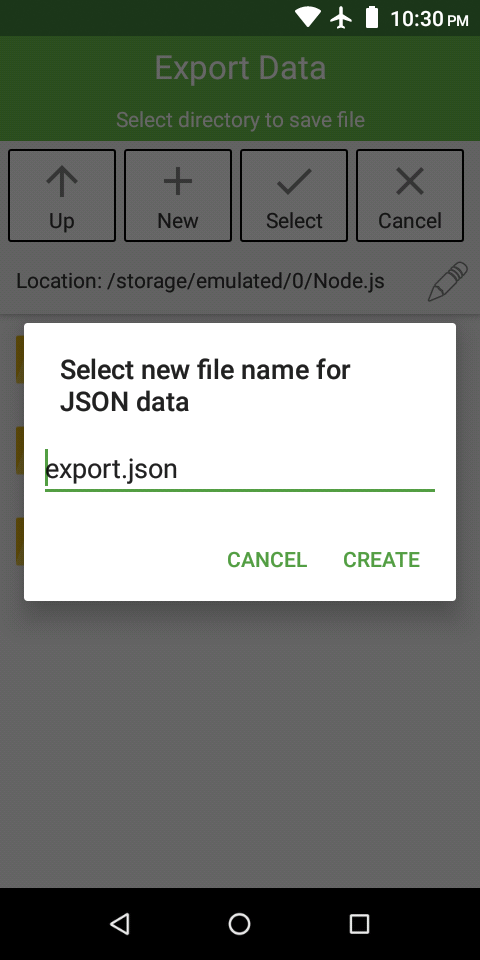 10:30 PM
Export Data
Select directory to save file
Up
New
Select
Cancel
Location: /storage/emulated/0/Node.js
Select new file name for
JSON data
export.json
CANCEL
CREATE